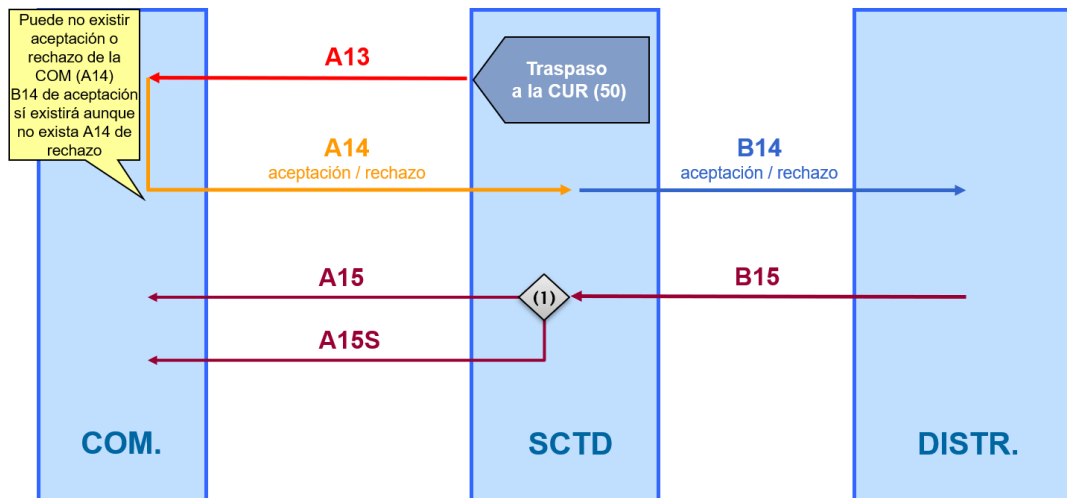 Puede no existir
aceptación o
rechazo de la
COM (A14)
B14 de aceptación
sí existirá aunque
no exista A14 de
rechazo
A13
Traspaso
a la CUR (50)
A14
aceptación / rechazo
B14
aceptación / rechazo
A15
(1)
B15
A15S
COM.
SCTD
DISTR.